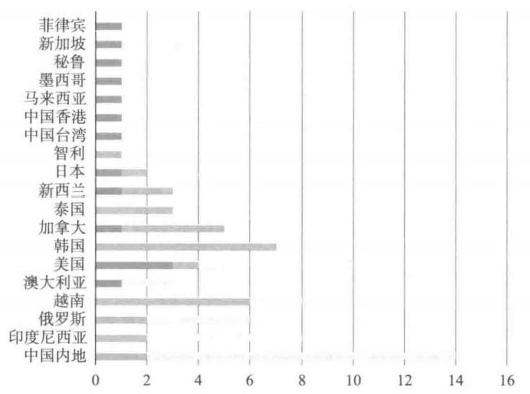 菲律宾
新加坡
秘鲁
墨西哥
马来西亚
中国香港
中国台湾
智利
日本
新西兰
泰国
加拿大
韩国
美国
澳大利亚
越南
俄罗斯
印度尼西亚
中国内地
0 2 4 6 8 10 12 14 16